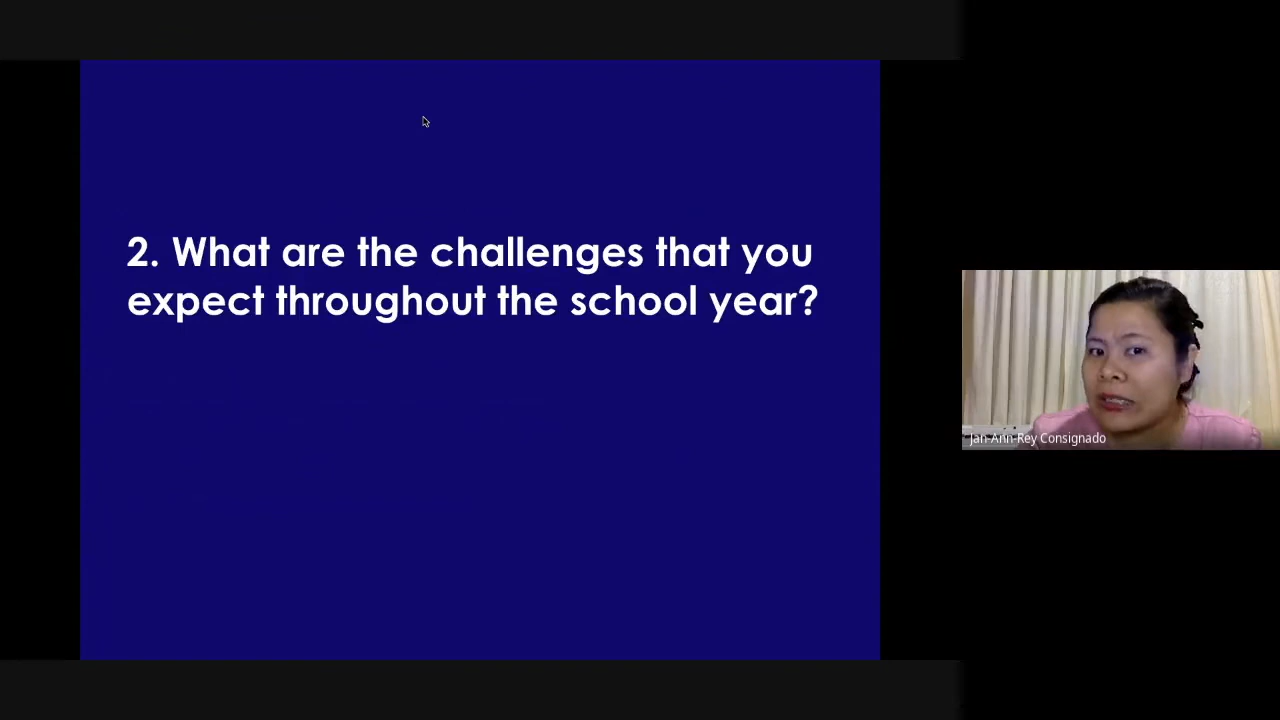 2. What are the challenges that you
expect throughout the school year?
Jan-Ann-Rey Consignado